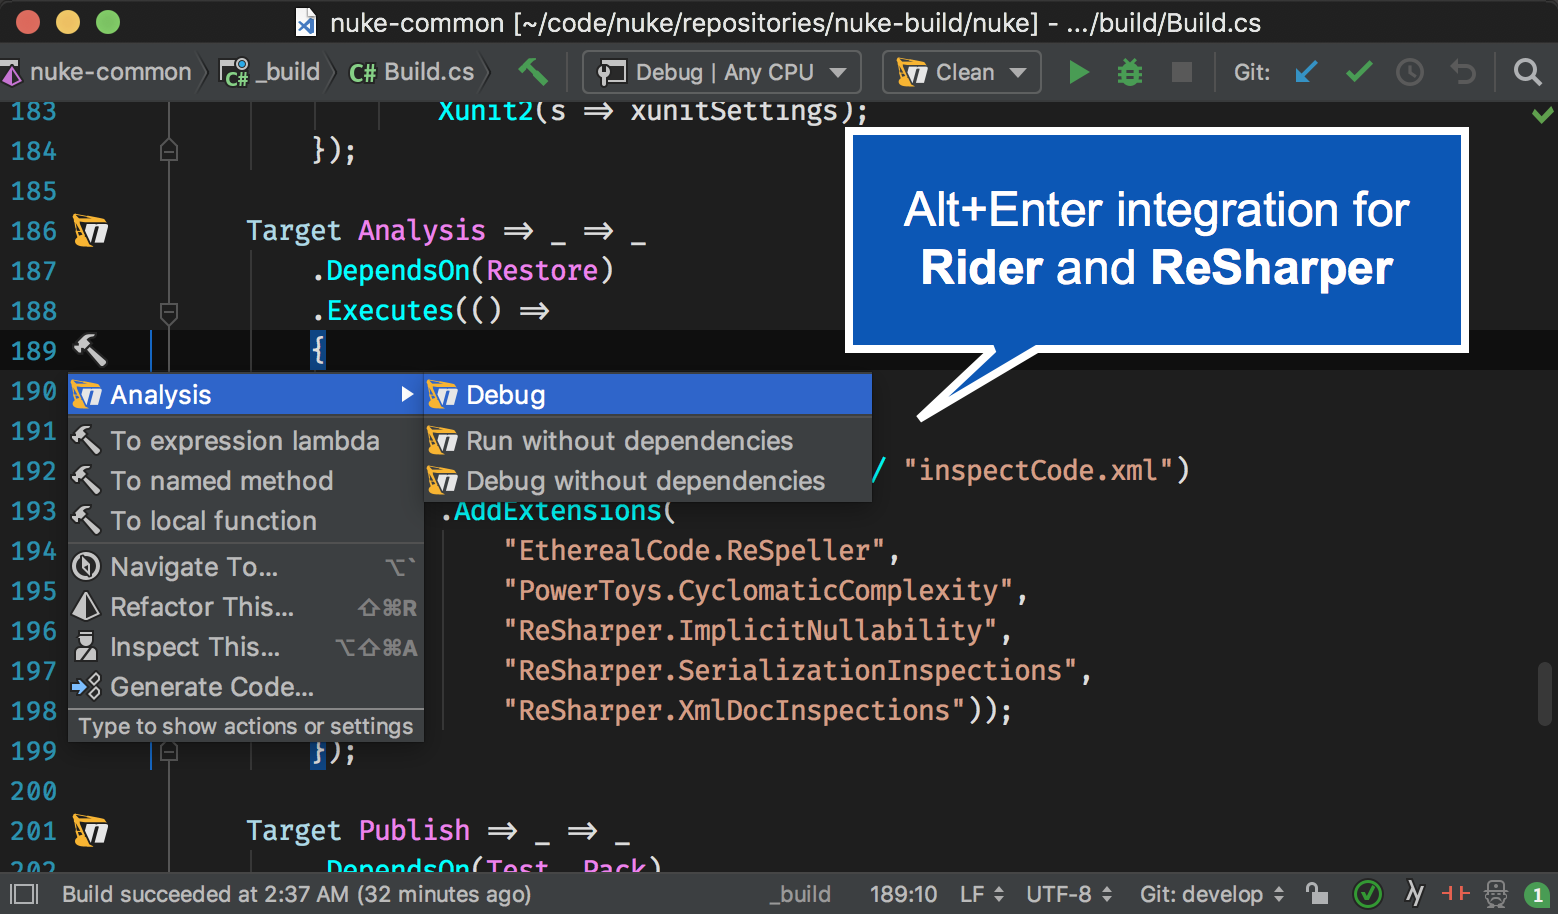 nuke-common [~/code/nuke/repositories/nuke-build/nuke] - .../build/Build.cs
nuke-common _build C# Build.cs Debug | Any CPU Clean Git:
183 Xunit2(s => xunitSettings);
184 });
185
186 Target Analysis => _ => _
187 .DependsOn(Restore)
188 .Executes(() =>
189 {
Alt+Enter integration for
Rider and ReSharper
190
191
192 / "inspectCode.xml")
193 .AddExtensions(
194 "EtherealCode.ReSpeller",
195 "PowerToys.CyclomaticComplexity",
196 "ReSharper.ImplicitNullability",
197 "ReSharper.SerializationInspections",
198 "ReSharper.XmlDocInspections"));
199 });
200
201 Target Publish => _ => _
202 .DependsOn(Test, Pack)
Analysis
To expression lambda
To named method
To local function
Navigate To... ⌥`
Refactor This... ⇧⌘R
Inspect This... ⌥⇧⌘A
Generate Code...
Type to show actions or settings
Debug
Run without dependencies
Debug without dependencies
Build succeeded at 2:37 AM (32 minutes ago) _build 189:10 LF UTF-8 Git: develop 1